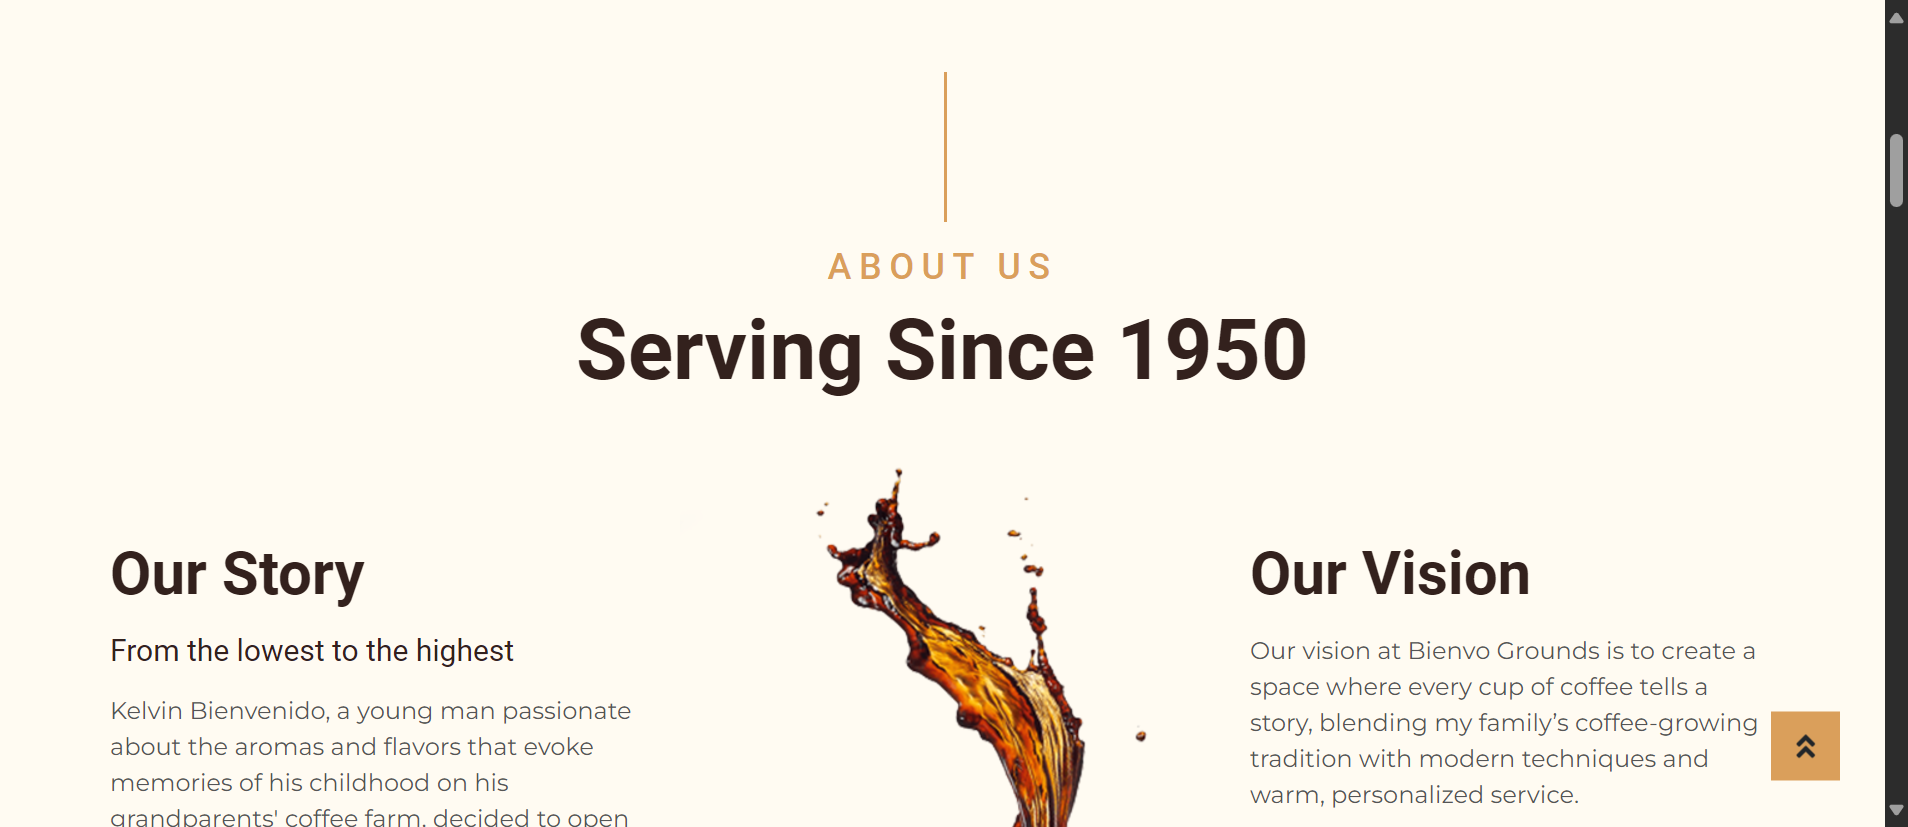 ABOUT US
Serving Since 1950
Our Story
From the lowest to the highest
Kelvin Bienvenido, a young man passionate
about the aromas and flavors that evoke
memories of his childhood on his
grandparents' coffee farm, decided to open
Our Vision
Our vision at Bienvo Grounds is to create a
space where every cup of coffee tells a
story, blending my family’s coffee-growing
tradition with modern techniques and
warm, personalized service.